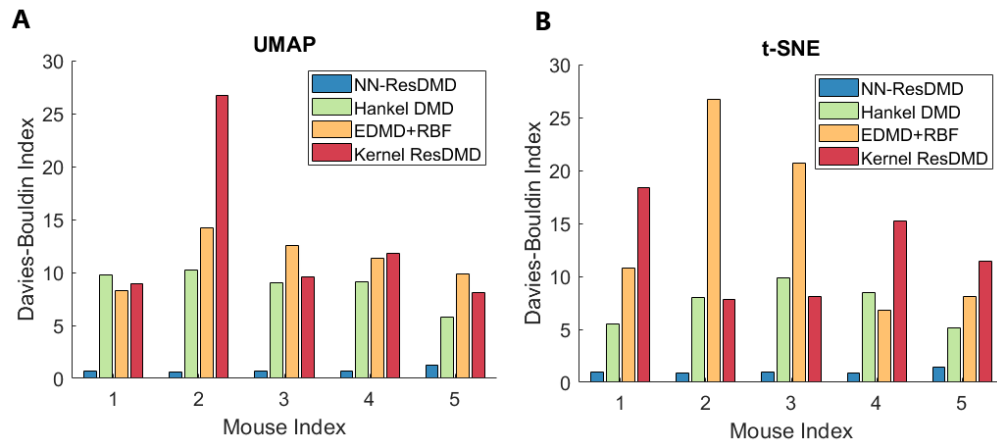 A
UMAP
30
25
20
15
10
5
0
Davies-Bouldin Index
NN-ResDMD
Hankel DMD
EDMD+RBF
Kernel ResDMD
1 2 3 4 5
Mouse Index
B
t-SNE
30
25
20
15
10
5
0
Davies-Bouldin Index
NN-ResDMD
Hankel DMD
EDMD+RBF
Kernel ResDMD
1 2 3 4 5
Mouse Index